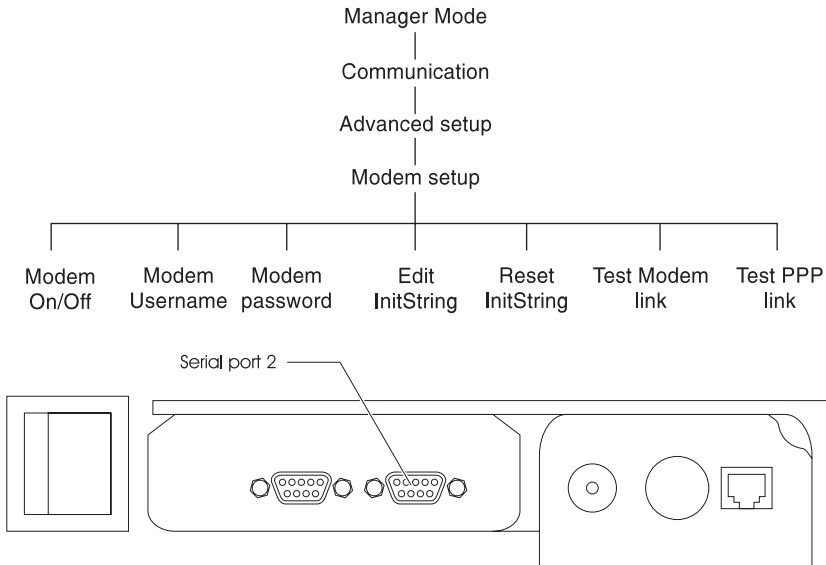 Manager Mode
Communication
Advanced setup
Modem setup
Modem On/Off
Modem Username
Modem password
Edit InitString
Reset InitString
Test Modem link
Test PPP link
Serial port 2